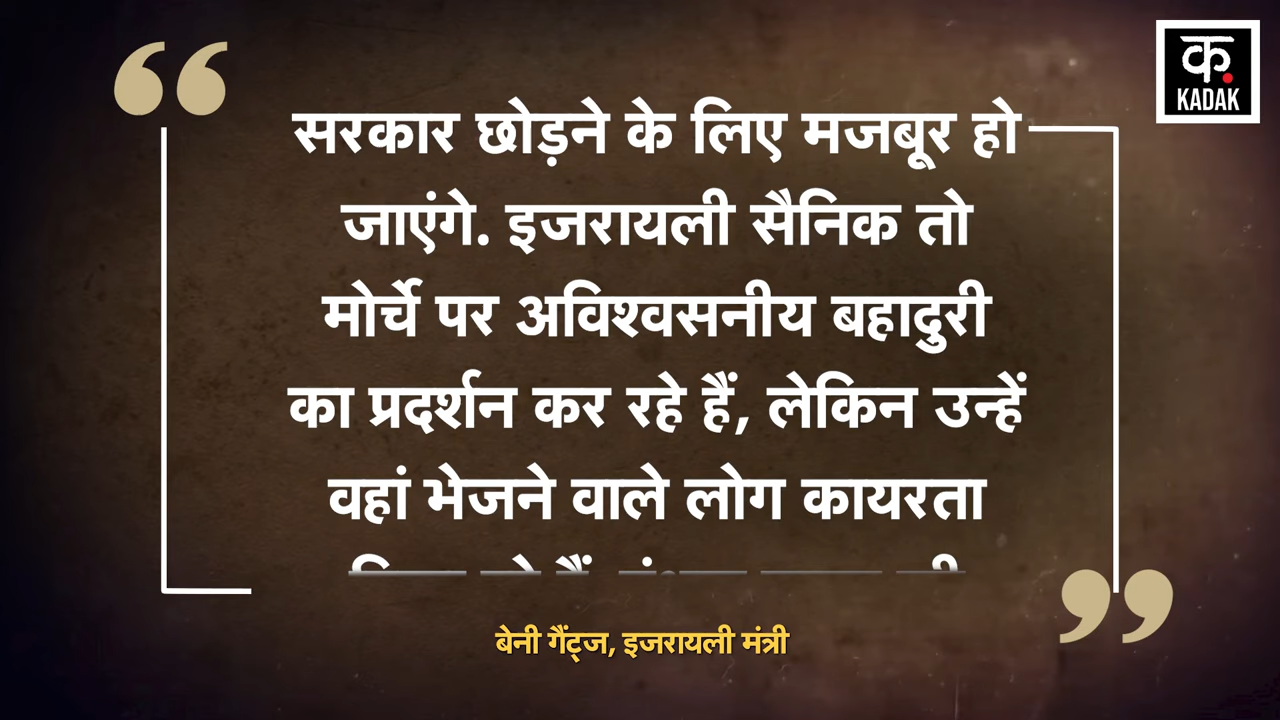 क.
KADAK
सरकार छोड़ने के लिए मजबूर हो
जाएंगे. इजरायली सैनिक तो
मोर्चे पर अविश्वसनीय बहादुरी
का प्रदर्शन कर रहे हैं, लेकिन उन्हें
वहां भेजने वाले लोग कायरता
बेनी गैंट्ज, इजरायली मंत्री